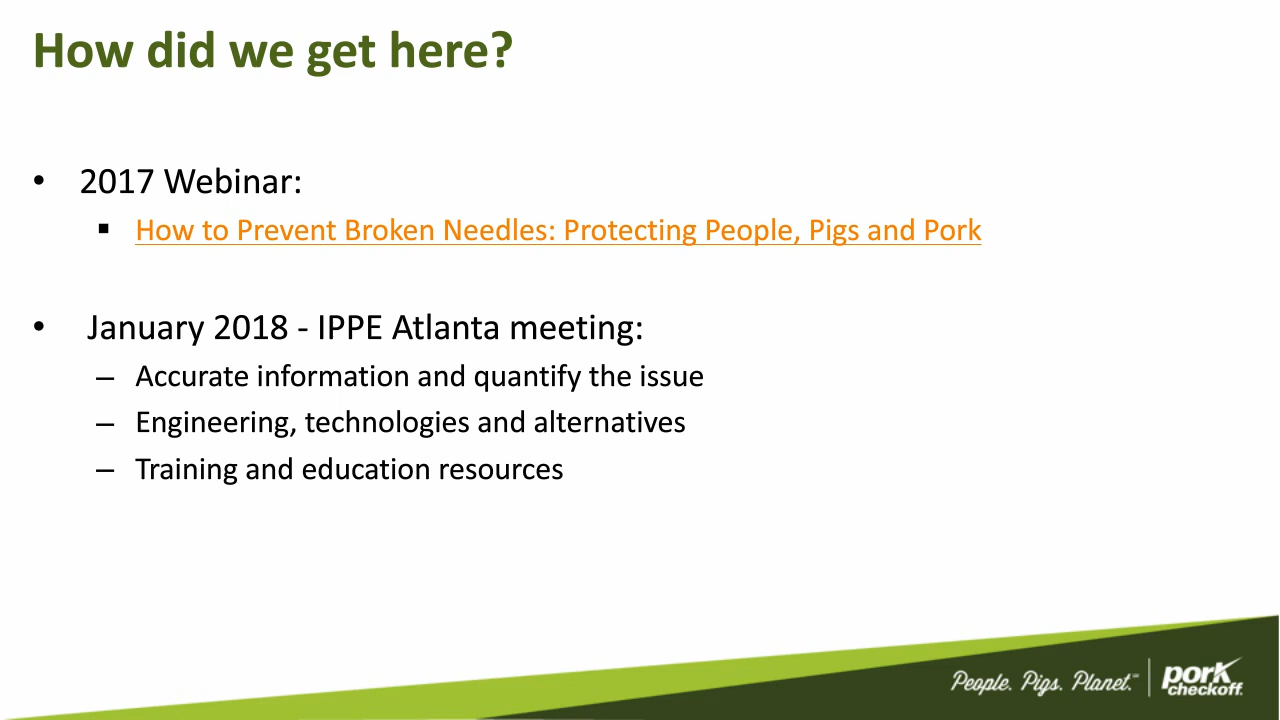 How did we get here?
• 2017 Webinar:
▪ How to Prevent Broken Needles: Protecting People, Pigs and Pork
• January 2018 - IPPE Atlanta meeting:
– Accurate information and quantify the issue
– Engineering, technologies and alternatives
– Training and education resources
People. Pigs. Planet.℠
pork
checkoff.